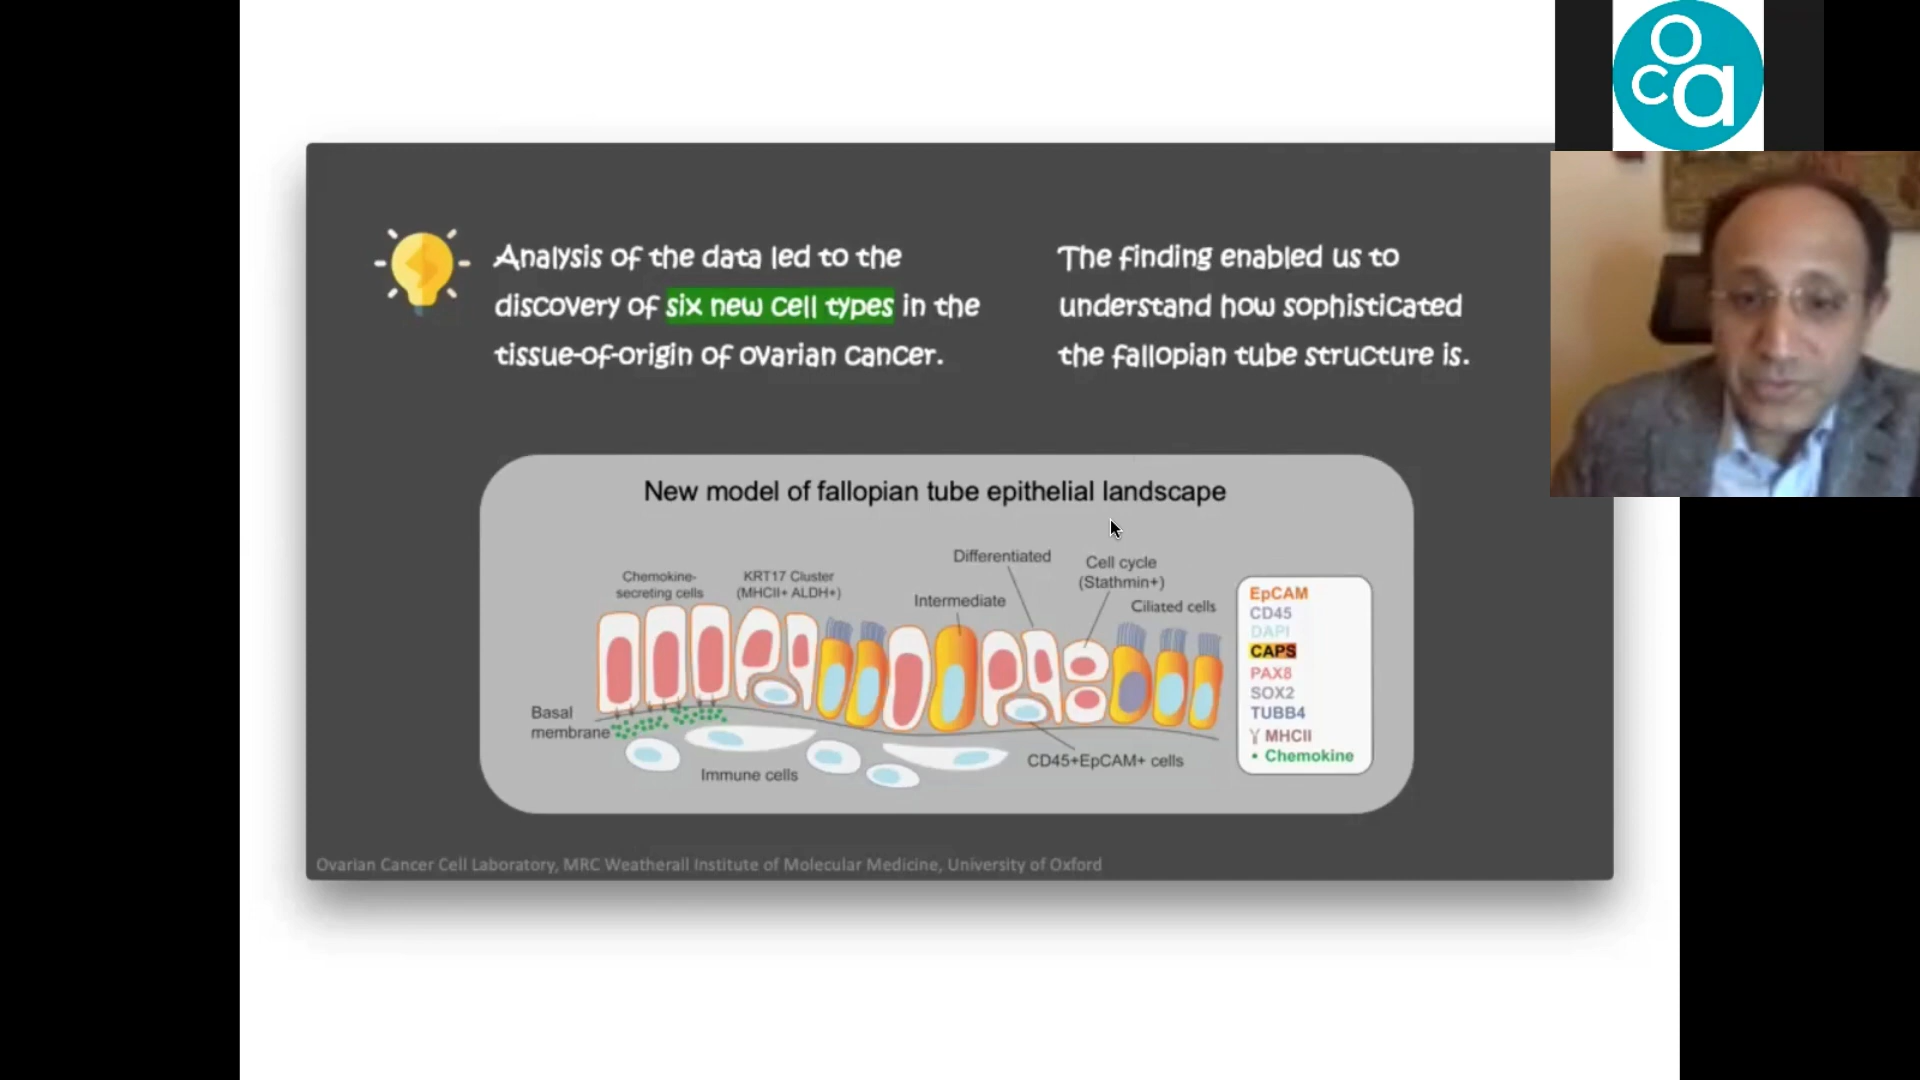 oca
Analysis of the data led to the
discovery of six new cell types in the
tissue-of-origin of ovarian cancer.
The finding enabled us to
understand how sophisticated
the fallopian tube structure is.
New model of fallopian tube epithelial landscape
Chemokine-
secreting cells
KRT17 Cluster
(MHCII+ ALDH+)
Differentiated
Intermediate
Cell cycle
(Stathmin+)
Ciliated cells
Basal
membrane
Immune cells
CD45+EpCAM+ cells
EpCAM
CD45
DAPI
CAPS
PAX8
SOX2
TUBB4
MHCII
• Chemokine
Ovarian Cancer Cell Laboratory, MRC Weatherall Institute of Molecular Medicine, University of Oxford